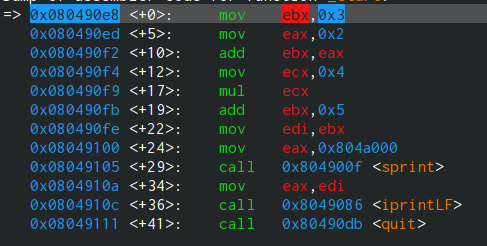 => 0x080490e8 <+0>: mov ebx,0x3
0x080490ed <+5>: mov eax,0x2
0x080490f2 <+10>: add ebx,eax
0x080490f4 <+12>: mov ecx,0x4
0x080490f9 <+17>: mul ecx
0x080490fb <+19>: add ebx,0x5
0x080490fe <+22>: mov edi,ebx
0x08049100 <+24>: mov eax,0x804a000
0x08049105 <+29>: call 0x804900f <sprint>
0x0804910a <+34>: mov eax,edi
0x0804910c <+36>: call 0x8049086 <iprintLF>
0x08049111 <+41>: call 0x80490db <quit>